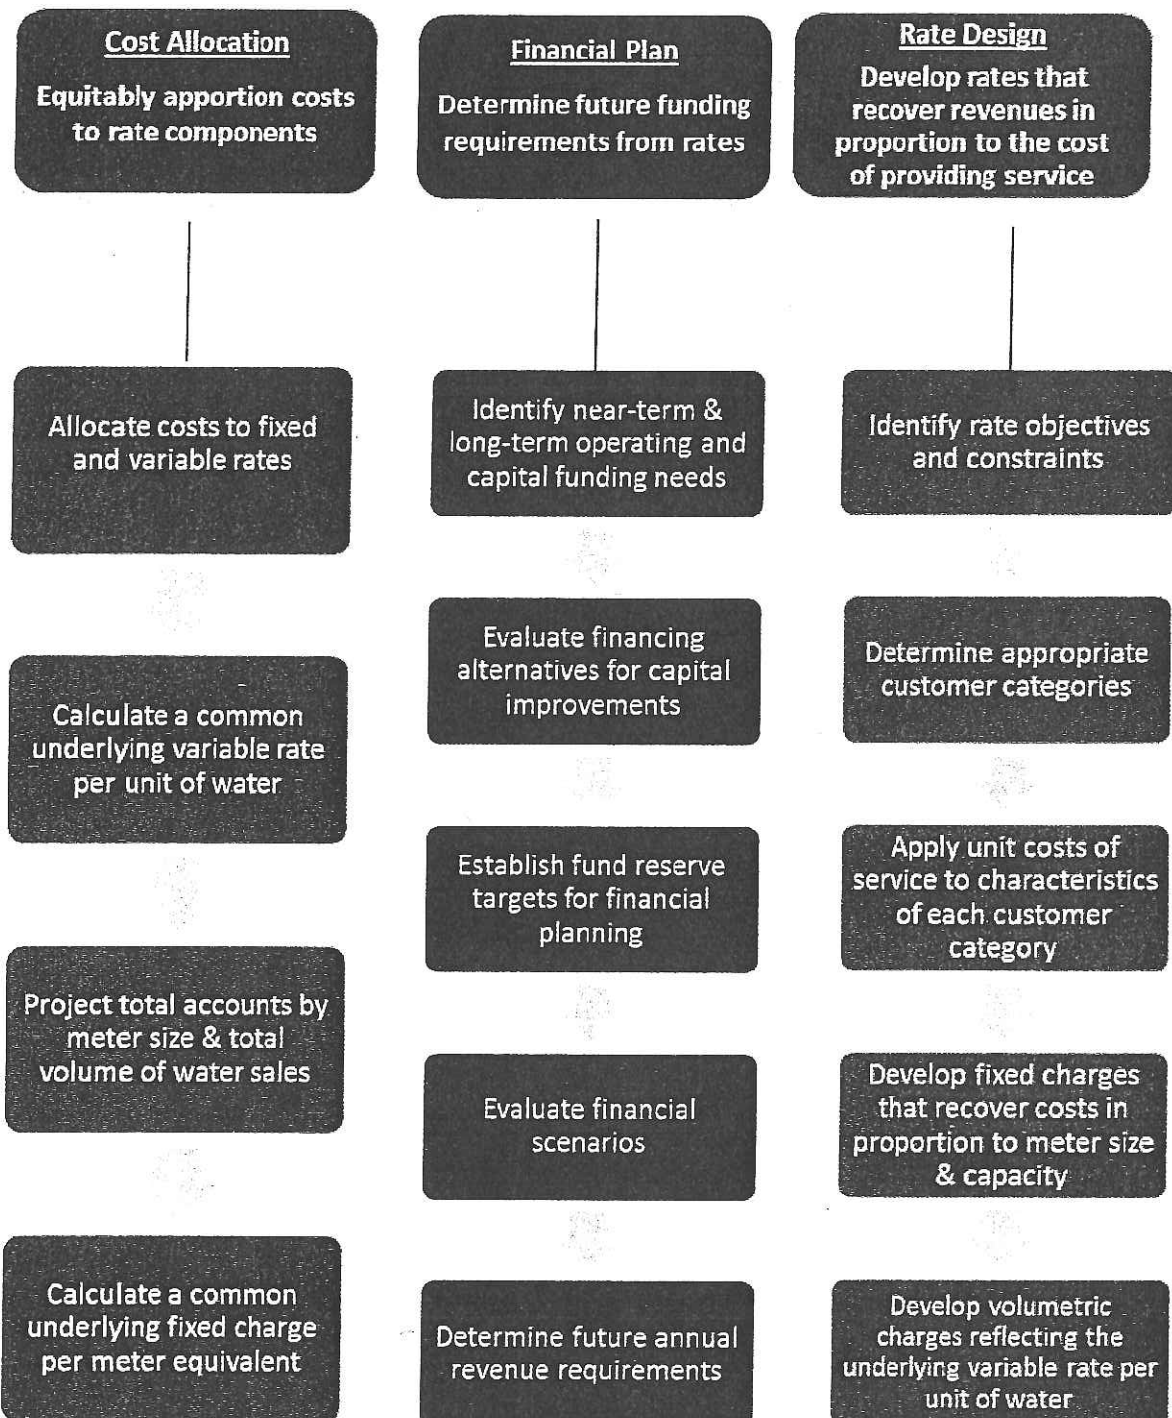 Cost Allocation
Equitably apportion costs
to rate components
Allocate costs to fixed
and variable rates
Calculate a common
underlying variable rate
per unit of water
Project total accounts by
meter size & total
volume of water sales
Calculate a common
underlying fixed charge
per meter equivalent
Financial Plan
Determine future funding
requirements from rates
Identify near-term &
long-term operating and
capital funding needs
Evaluate financing
alternatives for capital
improvements
Establish fund reserve
targets for financial
planning
Evaluate financial
scenarios
Determine future annual
revenue requirements
Rate Design
Develop rates that
recover revenues in
proportion to the cost
of providing service
Identify rate objectives
and constraints
Determine appropriate
customer categories
Apply unit costs of
service to characteristics
of each customer
category
Develop fixed charges
that recover costs in
proportion to meter size
& capacity
Develop volumetric
charges reflecting the
underlying variable rate per
unit of water